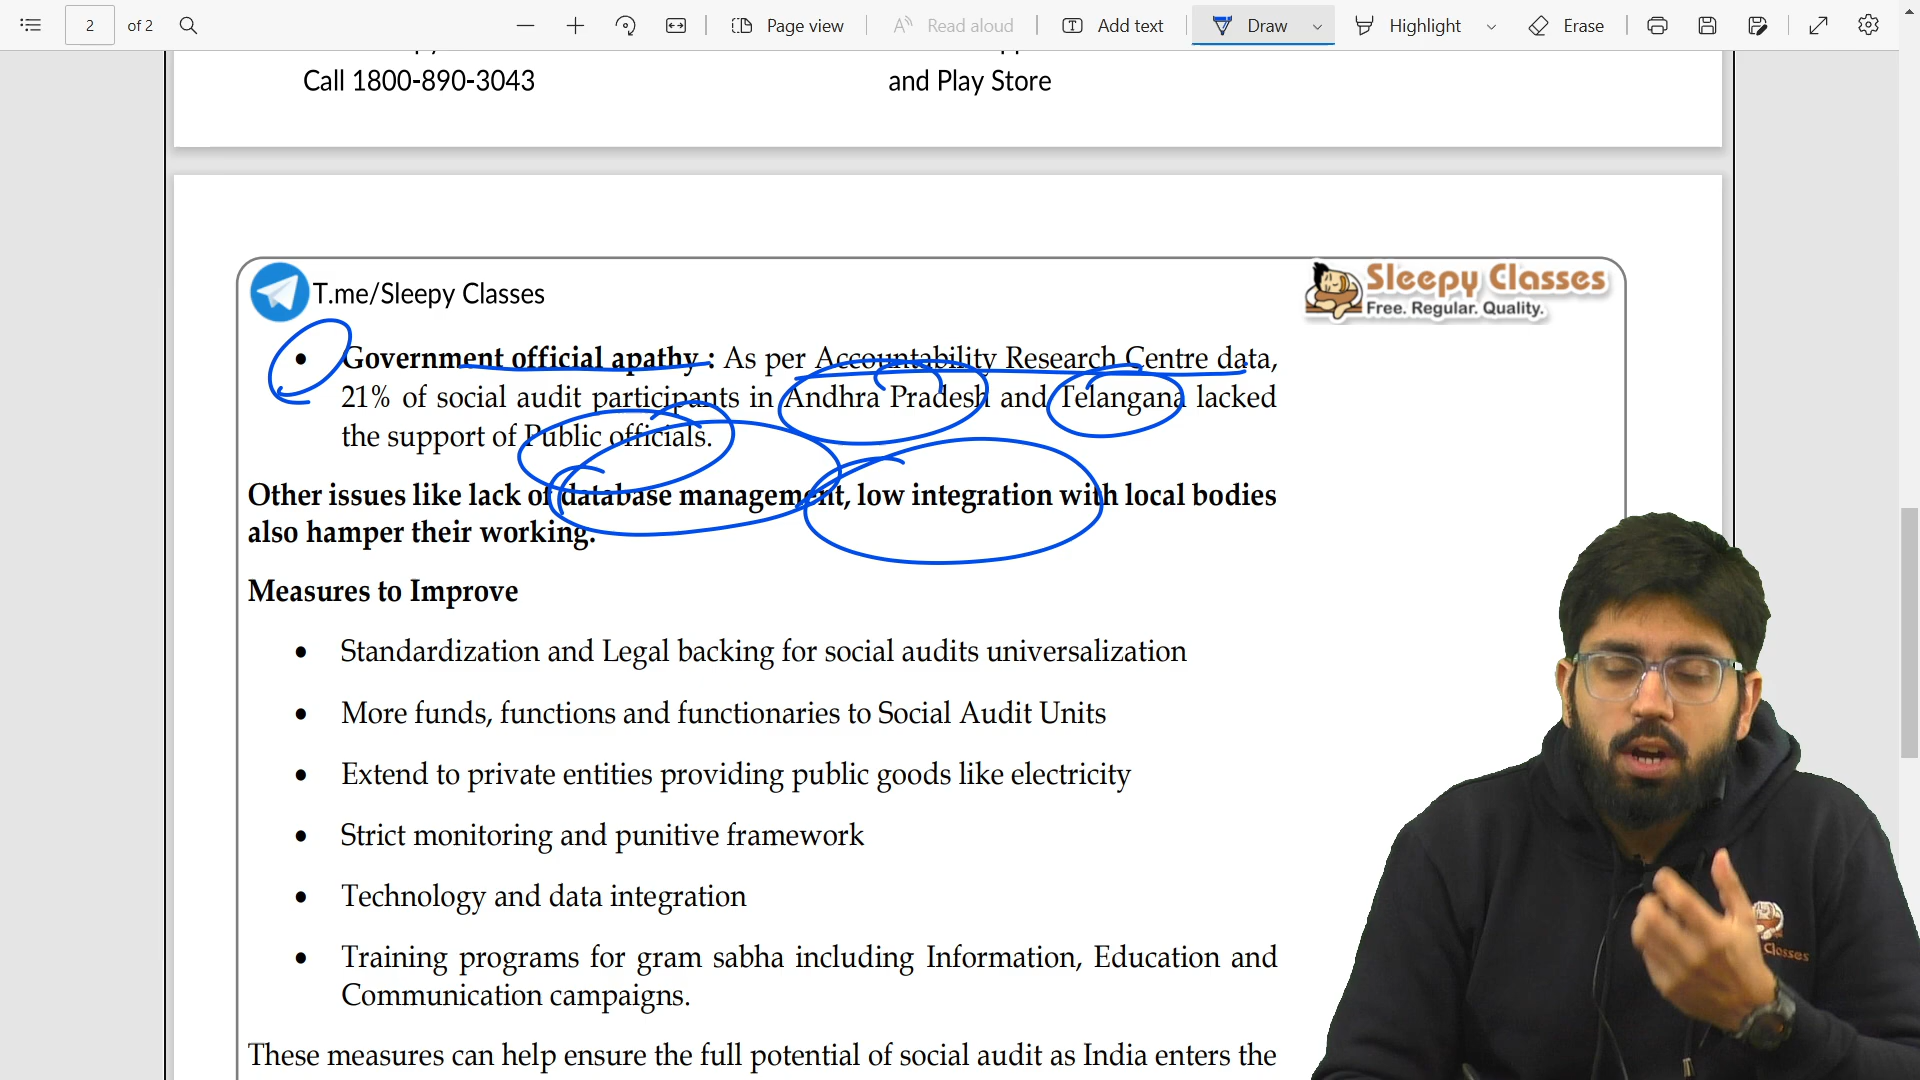 2 of 2 Page view Read aloud Add text Draw Highlight Erase
Call 1800-890-3043
and Play Store
T.me/Sleepy Classes
Sleepy Classes
Free. Regular. Quality.
• Government official apathy : As per Accountability Research Centre data,
21% of social audit participants in Andhra Pradesh and Telangana lacked
the support of Public officials.
Other issues like lack of database management, low integration with local bodies
also hamper their working.
Measures to Improve
• Standardization and Legal backing for social audits universalization
• More funds, functions and functionaries to Social Audit Units
• Extend to private entities providing public goods like electricity
• Strict monitoring and punitive framework
• Technology and data integration
• Training programs for gram sabha including Information, Education and
Communication campaigns.
These measures can help ensure the full potential of social audit as India enters the
Classes